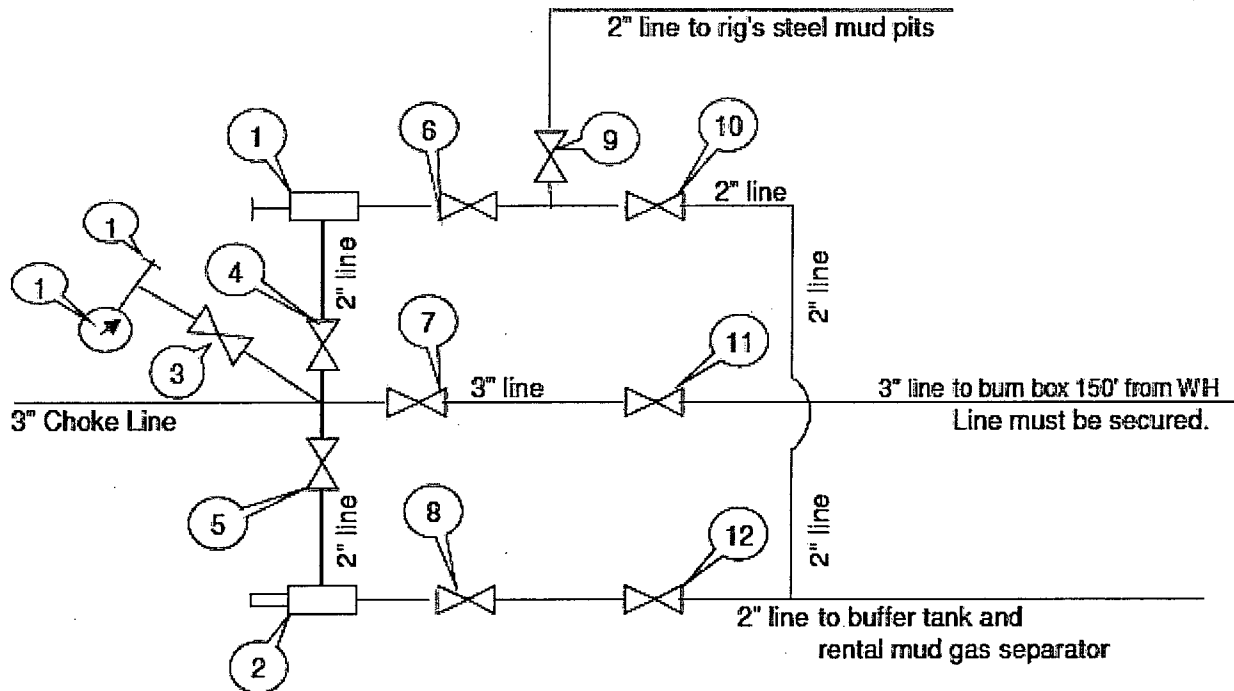 2" line to rig's steel mud pits
1
6
9
10
2" line
1
1
4
2" line
2" line
3
7
11
3" Choke Line
3" line
3" line to burn box 150' from WH
Line must be secured.
5
2" line
8
12
2" line
2
2" line to buffer tank and
rental mud gas separator